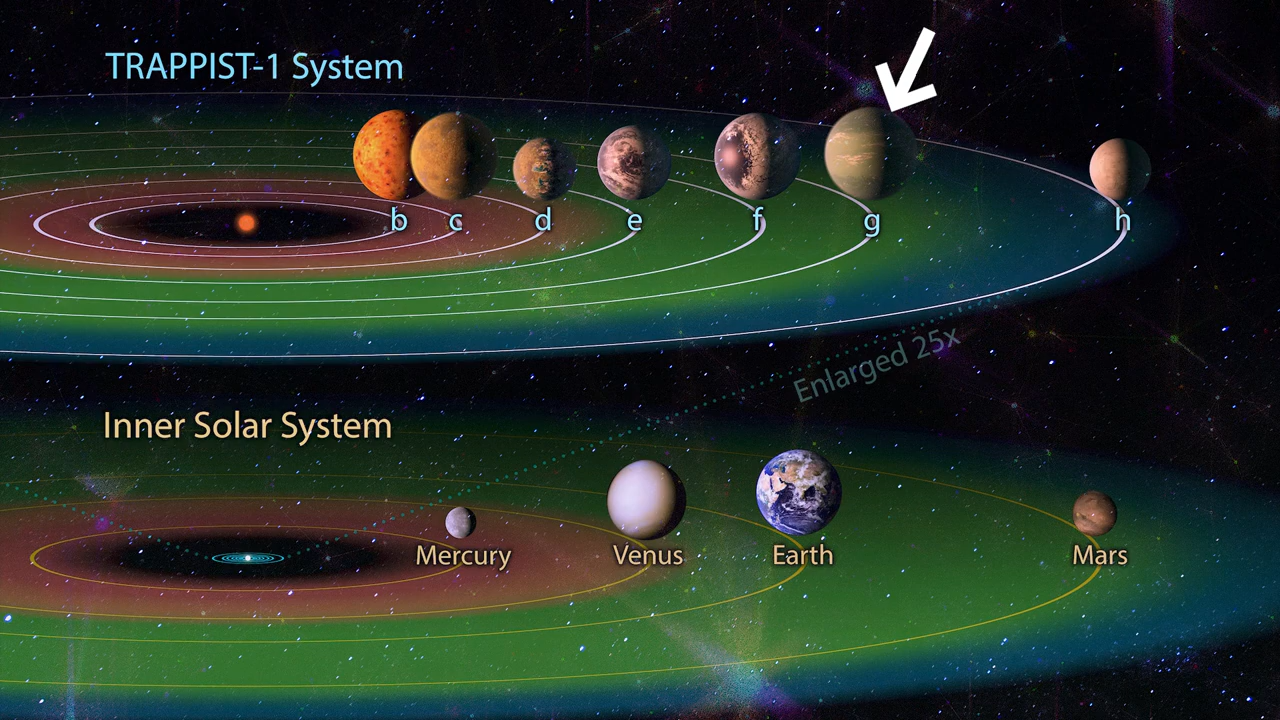 TRAPPIST-1 System
b c d e f g h
Enlarged 25x
Inner Solar System
Mercury Venus Earth Mars